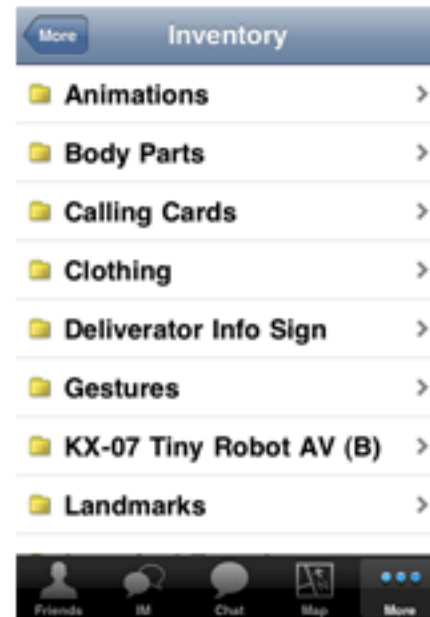 More
Inventory
Animations
Body Parts
Calling Cards
Clothing
Deliverator Info Sign
Gestures
KX-07 Tiny Robot AV (B)
Landmarks
Friends
IM
Chat
Map
More